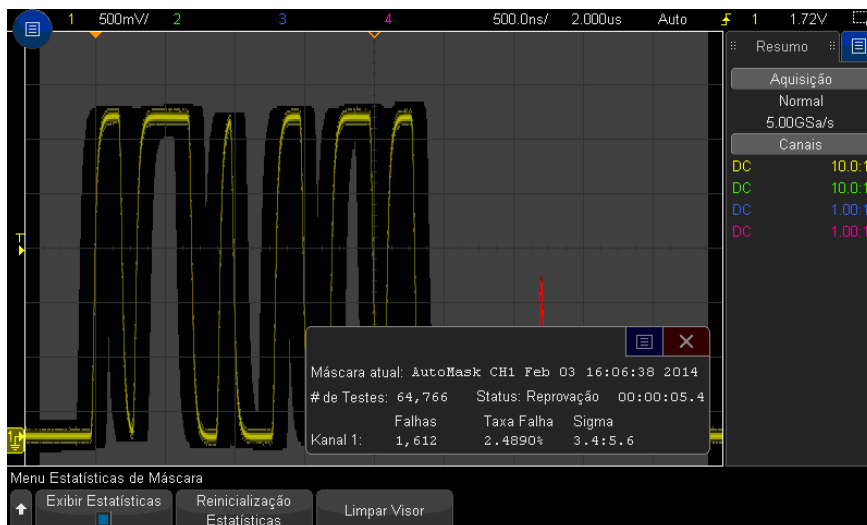 1 500mV/ 2 3 4 500.0ns/ 2.000us Auto 1 1.72V
Resumo
Aquisição
Normal
5.00GSa/s
Canais
DC 10.0:1
DC 10.0:1
DC 1.00:1
DC 1.00:1
T
1
Máscara atual: AutoMask CH1 Feb 03 16:06:38 2014
# de Testes: 64,766 Status: Reprovação 00:00:05.4
Falhas Taxa Falha Sigma
Kanal 1: 1,612 2.4890% 3.4:5.6
Menu Estatísticas de Máscara
Exibir Estatísticas
Reinicialização
Estatísticas
Limpar Visor